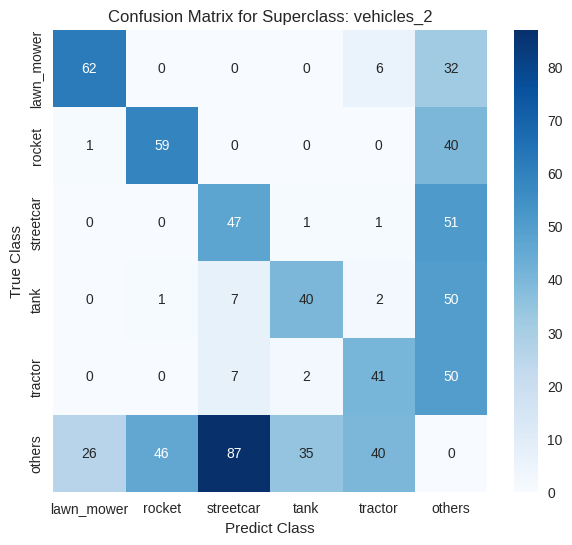 Confusion Matrix for Superclass: vehicles_2
lawn_mower 62 0 0 0 6 32
rocket 1 59 0 0 0 40
streetcar 0 0 47 1 1 51
tank 0 1 7 40 2 50
tractor 0 0 7 2 41 50
others 26 46 87 35 40 0
lawn_mower rocket streetcar tank tractor others
Predict Class
True Class
80
70
60
50
40
30
20
10
0